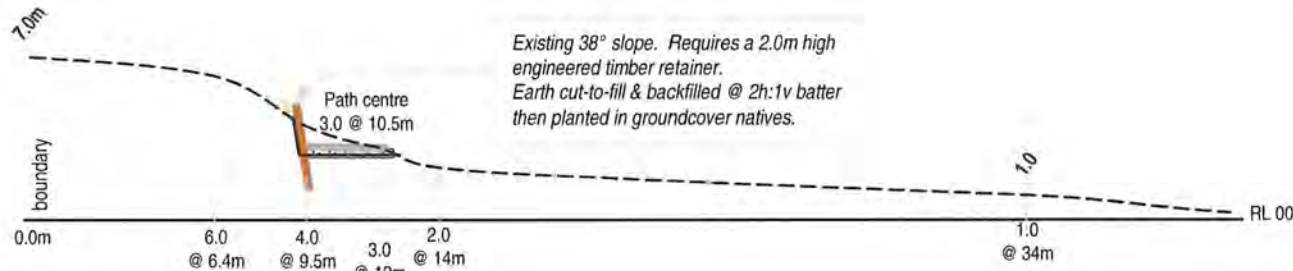 7.0m
Existing 38° slope. Requires a 2.0m high
engineered timber retainer.
Earth cut-to-fill & backfilled @ 2h:1v batter
then planted in groundcover natives.
Path centre
3.0 @ 10.5m
boundary
1.0
RL 00
0.0m
6.0
@ 6.4m
4.0
@ 9.5m
3.0
@ 12m
2.0
@ 14m
1.0
@ 34m